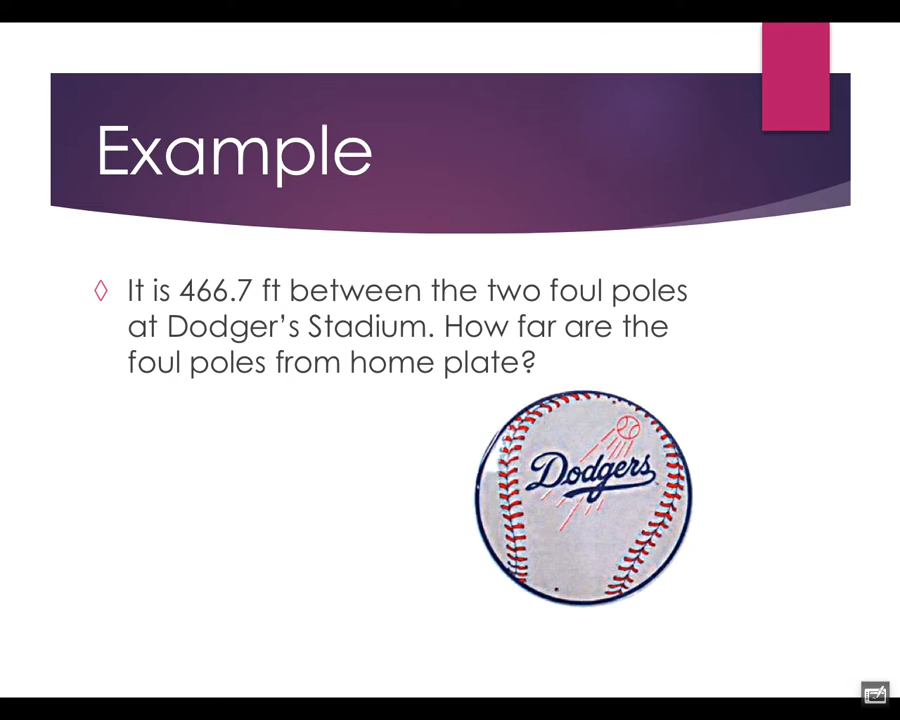 Example
◊ It is 466.7 ft between the two foul poles
at Dodger's Stadium. How far are the
foul poles from home plate?
Dodgers